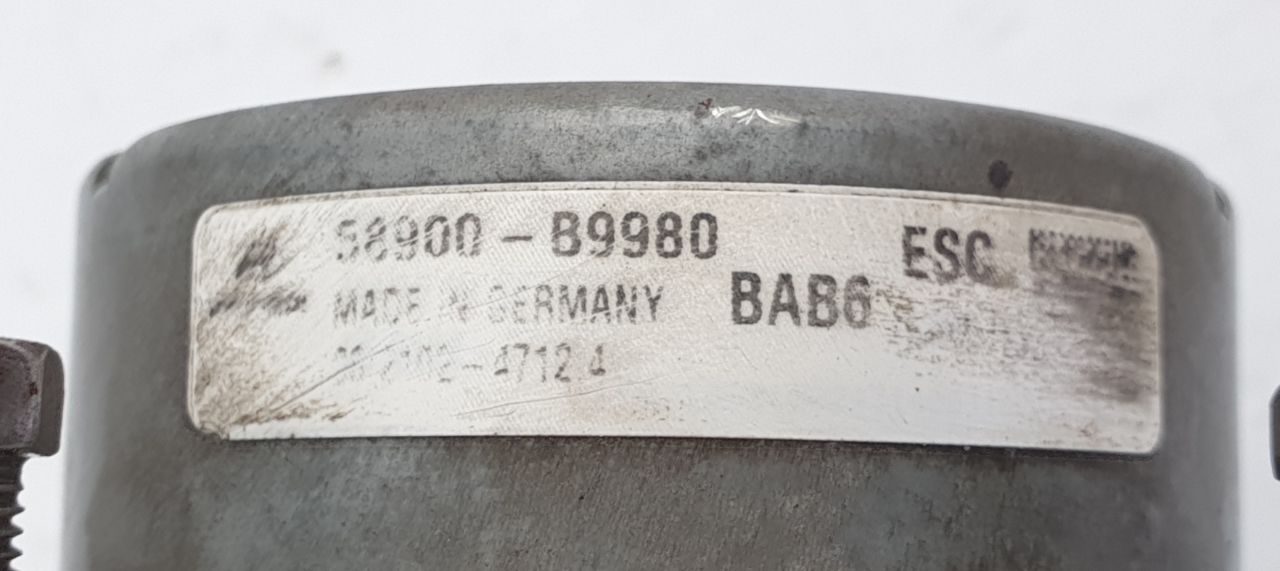 58900-B9980 ESC
MADE IN GERMANY BAB6